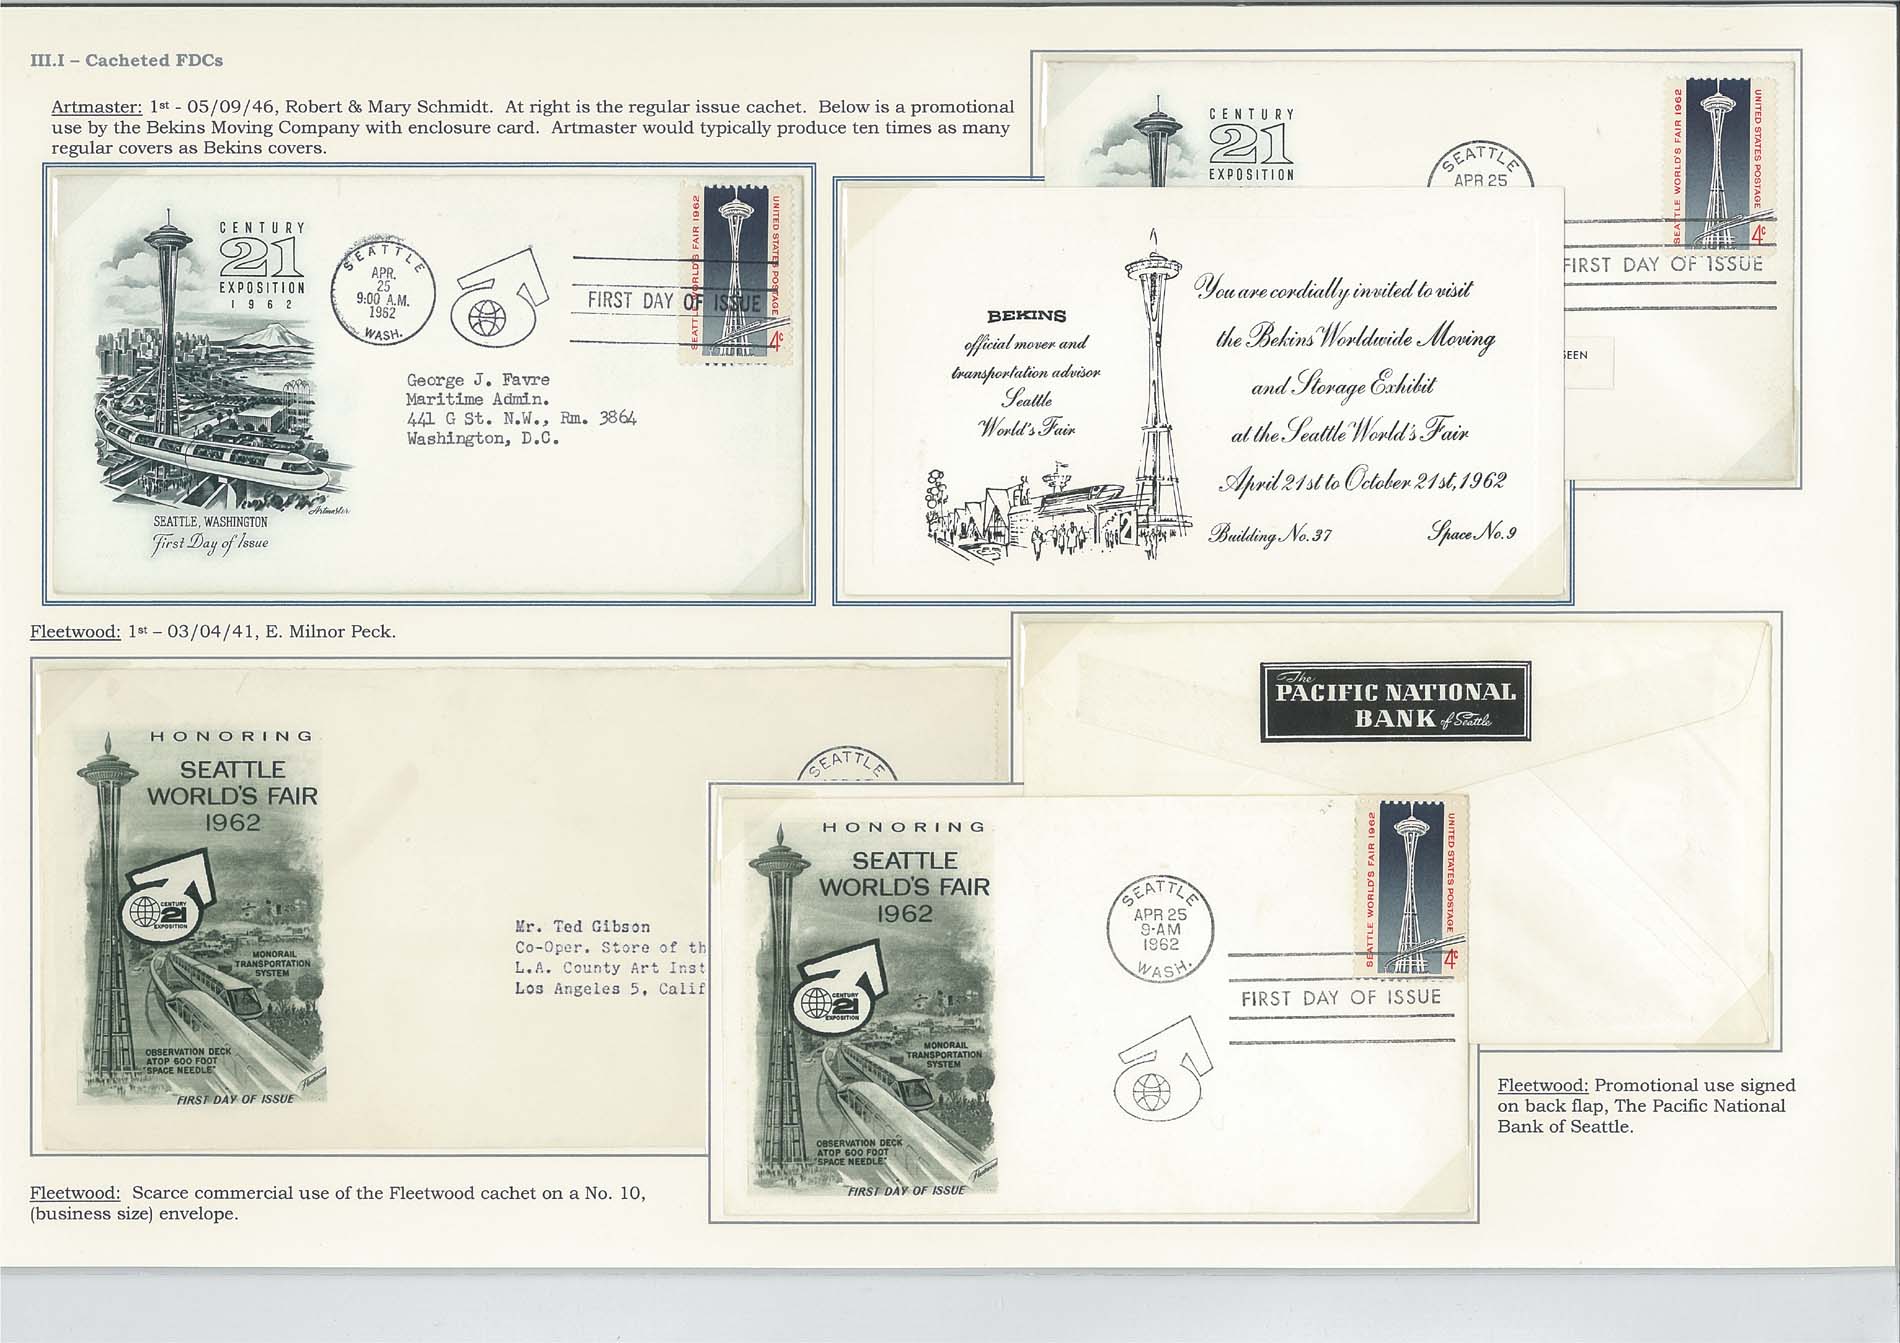 III.I – Cacheted FDCs
Artmaster: 1st - 05/09/46, Robert & Mary Schmidt. At right is the regular issue cachet. Below is a promotional
use by the Bekins Moving Company with enclosure card. Artmaster would typically produce ten times as many
regular covers as Bekins covers.
CENTURY
21
EXPOSITION
SEATTLE
APR 25
SEATTLE WORLD'S FAIR 1962
UNITED STATES POSTAGE
4c
FIRST DAY OF ISSUE
SEEN
CENTURY
21
EXPOSITION
1962
SEATTLE
APR.
25
9:00 A.M.
1962
WASH.
FIRST DAY OF ISSUE
SEATTLE WORLD'S FAIR 1962
UNITED STATES POSTAGE
4c
George J. Favre
Maritime Admin.
441 G St. N.W., Rm. 3864
Washington, D.C.
Artmaster
SEATTLE, WASHINGTON
First Day of Issue
BEKINS
official mover and
transportation advisor
Seattle
World's Fair
You are cordially invited to visit
the Bekins Worldwide Moving
and Storage Exhibit
at the Seattle World's Fair
April 21st to October 21st, 1962
Building No. 37 Space No. 9
Fleetwood: 1st – 03/04/41, E. Milnor Peck.
HONORING
SEATTLE
WORLD'S FAIR
1962
CENTURY
21
EXPOSITION
MONORAIL
TRANSPORTATION
SYSTEM
OBSERVATION DECK
ATOP 600 FOOT
"SPACE NEEDLE"
Fleetwood
FIRST DAY OF ISSUE
SEATTLE
Mr. Ted Gibson
Co-Oper. Store of th
L.A. County Art Inst
Los Angeles 5, Calif
The
PACIFIC NATIONAL
BANK of Seattle
HONORING
SEATTLE
WORLD'S FAIR
1962
CENTURY
21
EXPOSITION
MONORAIL
TRANSPORTATION
SYSTEM
OBSERVATION DECK
ATOP 600 FOOT
"SPACE NEEDLE"
Fleetwood
FIRST DAY OF ISSUE
SEATTLE
APR 25
9-AM
1962
WASH.
SEATTLE WORLD'S FAIR 1962
UNITED STATES POSTAGE
4c
FIRST DAY OF ISSUE
Fleetwood: Promotional use signed
on back flap, The Pacific National
Bank of Seattle.
Fleetwood: Scarce commercial use of the Fleetwood cachet on a No. 10,
(business size) envelope.